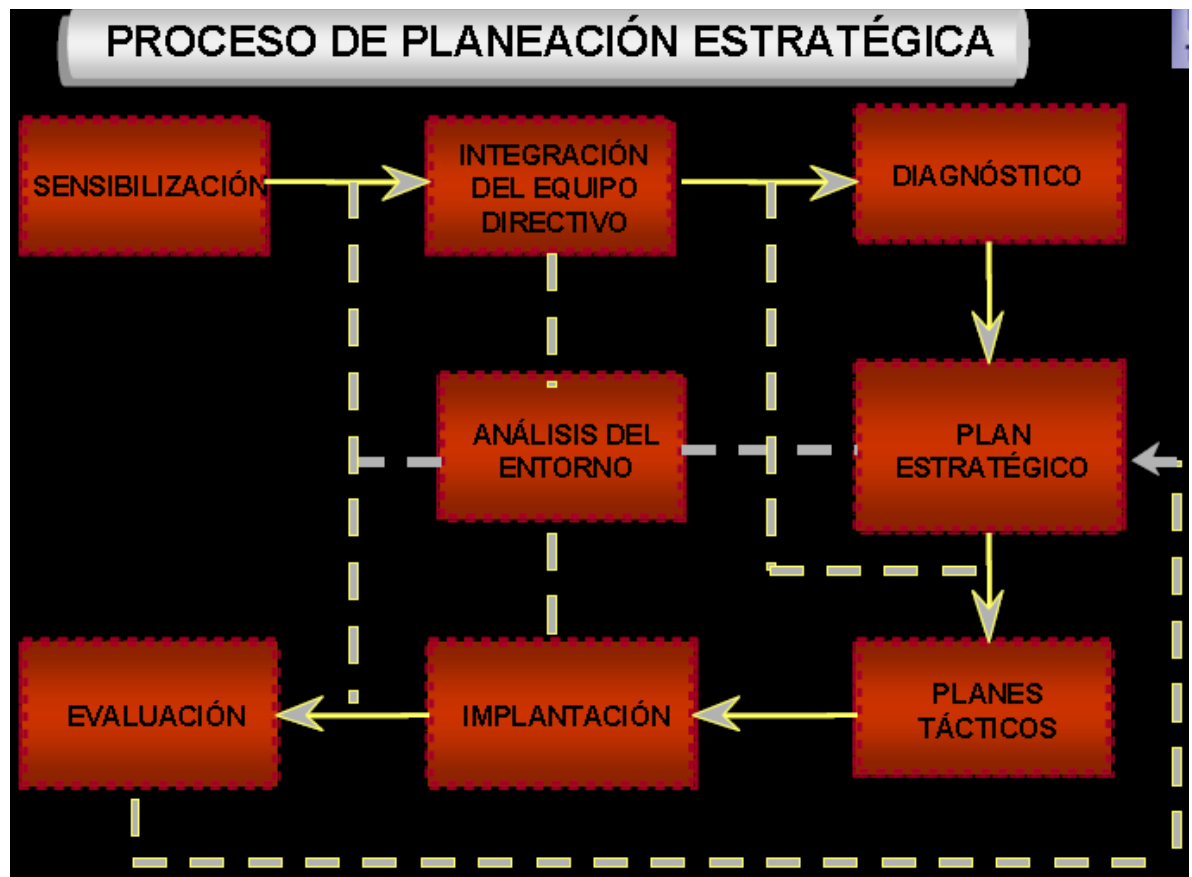 PROCESO DE PLANEACIÓN ESTRATÉGICA
SENSIBILIZACIÓN
INTEGRACIÓN
DEL EQUIPO
DIRECTIVO
DIAGNÓSTICO
ANÁLISIS DEL
ENTORNO
PLAN
ESTRATÉGICO
EVALUACIÓN
IMPLANTACIÓN
PLANES
TÁCTICOS